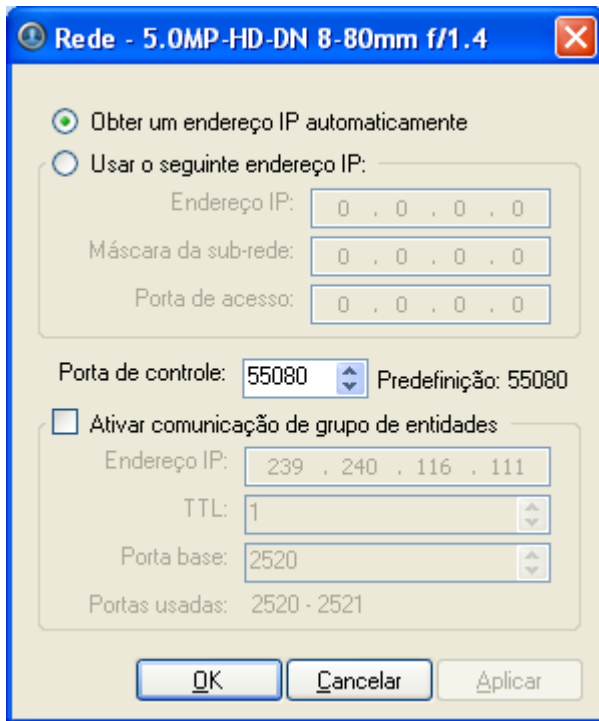 Rede - 5.0MP-HD-DN 8-80mm f/1.4
Obter um endereço IP automaticamente
Usar o seguinte endereço IP:
Endereço IP: 0 . 0 . 0 . 0
Máscara da sub-rede: 0 . 0 . 0 . 0
Porta de acesso: 0 . 0 . 0 . 0
Porta de controle: 55080 Predefinição: 55080
Ativar comunicação de grupo de entidades
Endereço IP: 239 . 240 . 116 . 111
TTL: 1
Porta base: 2520
Portas usadas: 2520 - 2521
OK Cancelar Aplicar